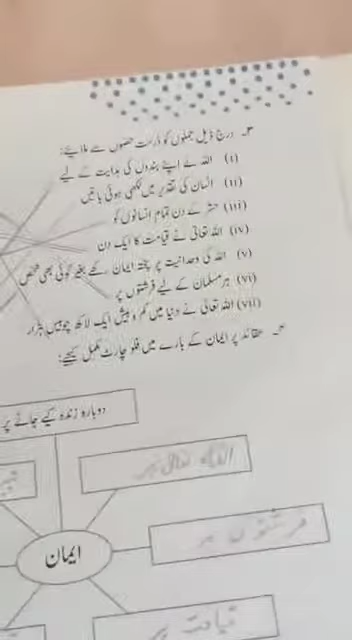 ۳۔ درج ذیل جملوں کو درست حصوں سے ملائیے:
(i) اللہ نے اپنے بندوں کی ہدایت کے لیے
(ii) انسان کی تقدیر میں لکھی ہوئی باتیں
(iii) حشر کے دن تمام انسانوں کو
(iv) اللہ تعالیٰ نے قیامت کا ایک دن
(v) اللہ کی وحدانیت پر پختہ ایمان رکھے بغیر کوئی بھی شخص
(vi) ہر مسلمان کے لیے فرشتوں پر
(vii) اللہ تعالیٰ نے دنیا میں کم و بیش ایک لاکھ چوبیس ہزار
۴۔ عقائد پر ایمان کے بارے میں فلو چارٹ مکمل کیجیے:
دوبارہ زندہ کیے جانے پر
اللہ تعالیٰ پر
فرشتوں پر
ایمان
قیامت پر